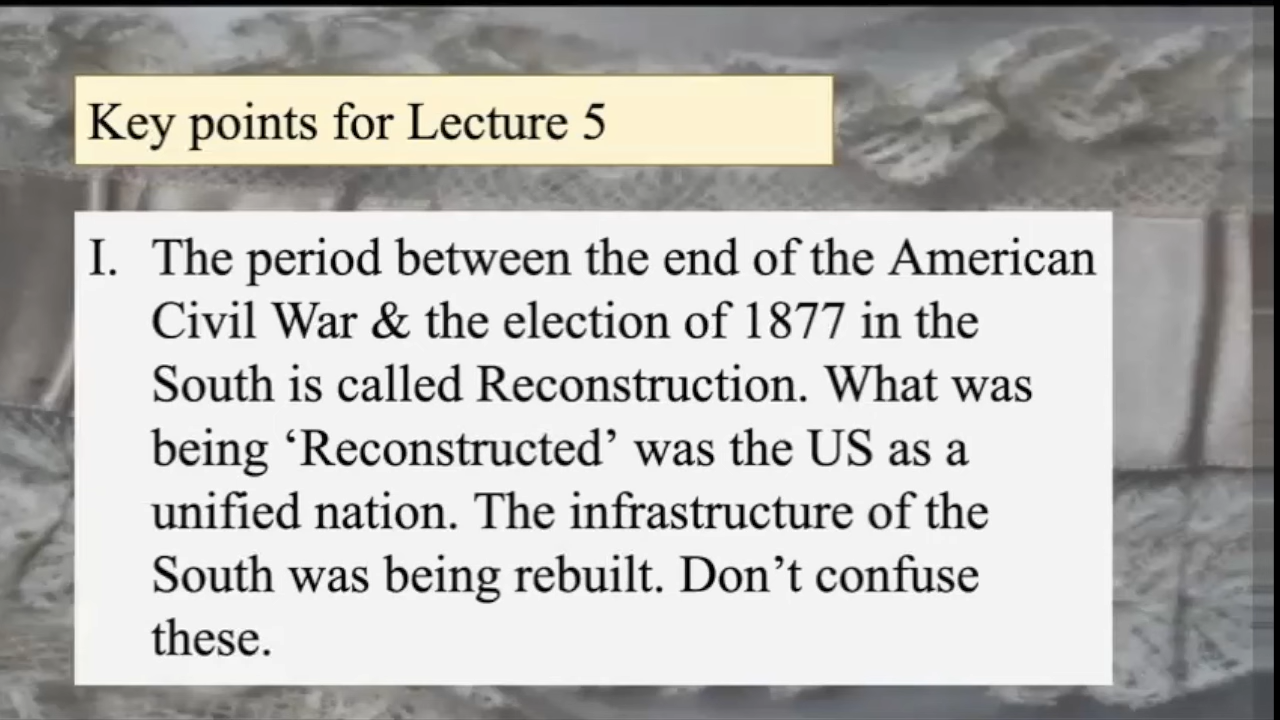 Key points for Lecture 5
I. The period between the end of the American
Civil War & the election of 1877 in the
South is called Reconstruction. What was
being ‘Reconstructed’ was the US as a
unified nation. The infrastructure of the
South was being rebuilt. Don’t confuse
these.